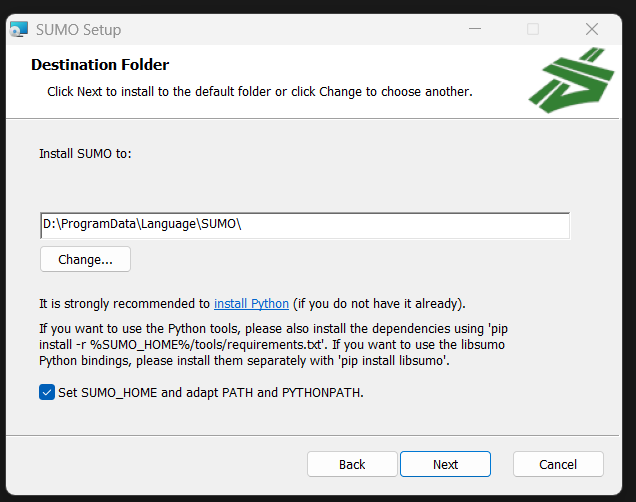 SUMO Setup
Destination Folder
Click Next to install to the default folder or click Change to choose another.
Install SUMO to:
D:\ProgramData\Language\SUMO\
Change...
It is strongly recommended to install Python (if you do not have it already).
If you want to use the Python tools, please also install the dependencies using 'pip
install -r %SUMO_HOME%/tools/requirements.txt'. If you want to use the libsumo
Python bindings, please install them separately with 'pip install libsumo'.
Set SUMO_HOME and adapt PATH and PYTHONPATH.
Back
Next
Cancel